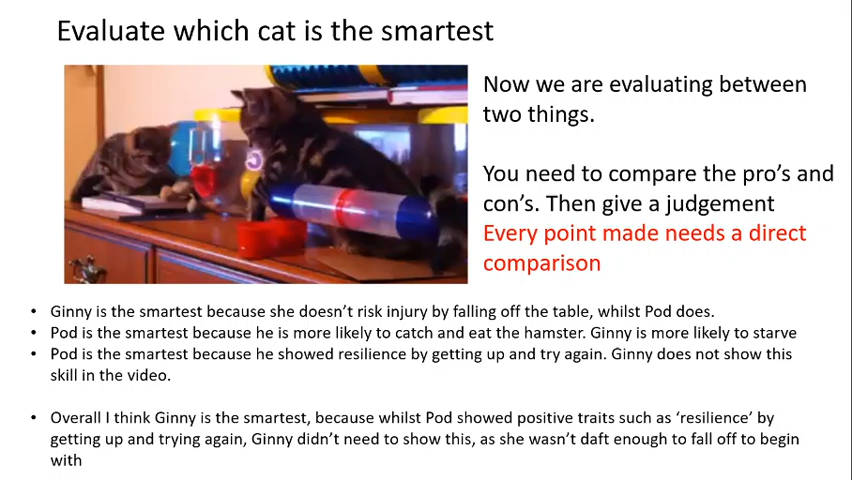 Evaluate which cat is the smartest
Now we are evaluating between
two things.
You need to compare the pro’s and
con’s. Then give a judgement
Every point made needs a direct
comparison
• Ginny is the smartest because she doesn’t risk injury by falling off the table, whilst Pod does.
• Pod is the smartest because he is more likely to catch and eat the hamster. Ginny is more likely to starve
• Pod is the smartest because he showed resilience by getting up and try again. Ginny does not show this
skill in the video.
• Overall I think Ginny is the smartest, because whilst Pod showed positive traits such as ‘resilience’ by
getting up and trying again, Ginny didn’t need to show this, as she wasn’t daft enough to fall off to begin
with